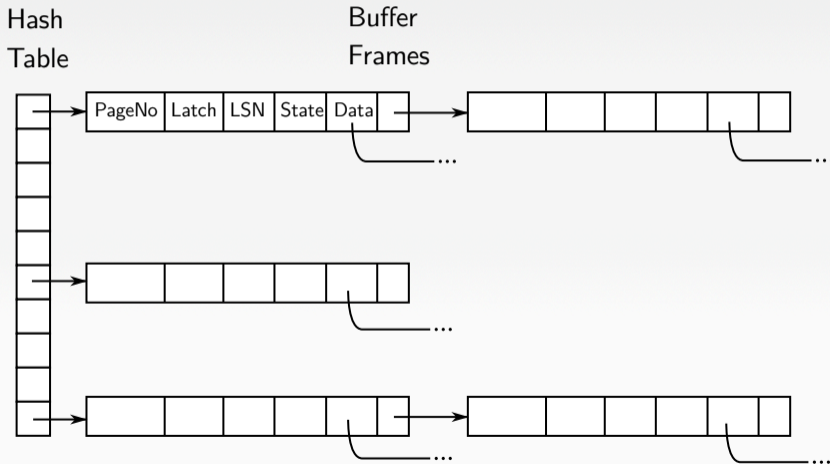 Hash
Table
Buffer
Frames
PageNo Latch LSN State Data
...
..
...
...
...